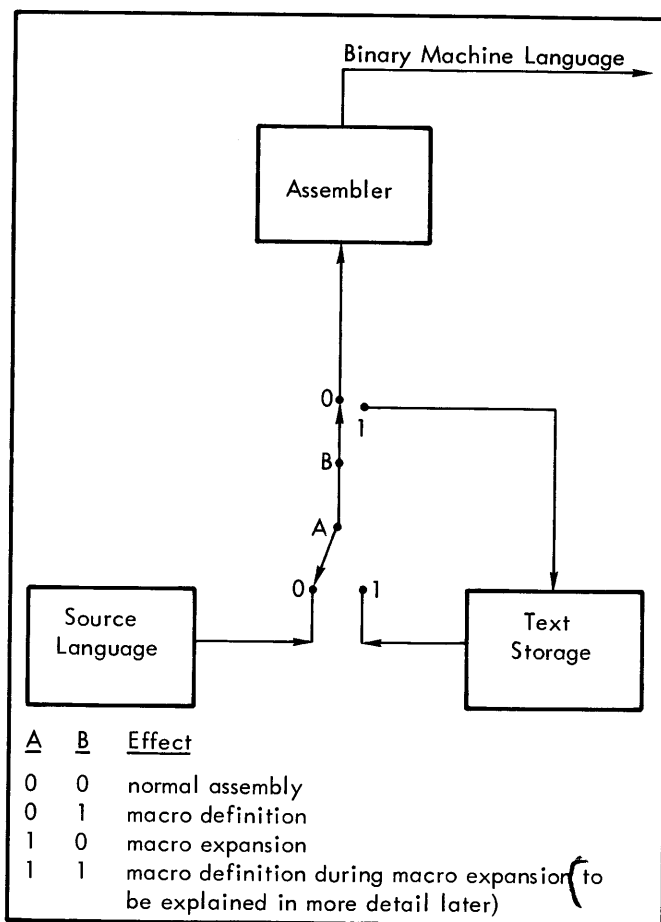 Binary Machine Language
Assembler
0
1
B
A
0
1
Source
Language
Text
Storage
A B Effect
0 0 normal assembly
0 1 macro definition
1 0 macro expansion
1 1 macro definition during macro expansion (to
be explained in more detail later)